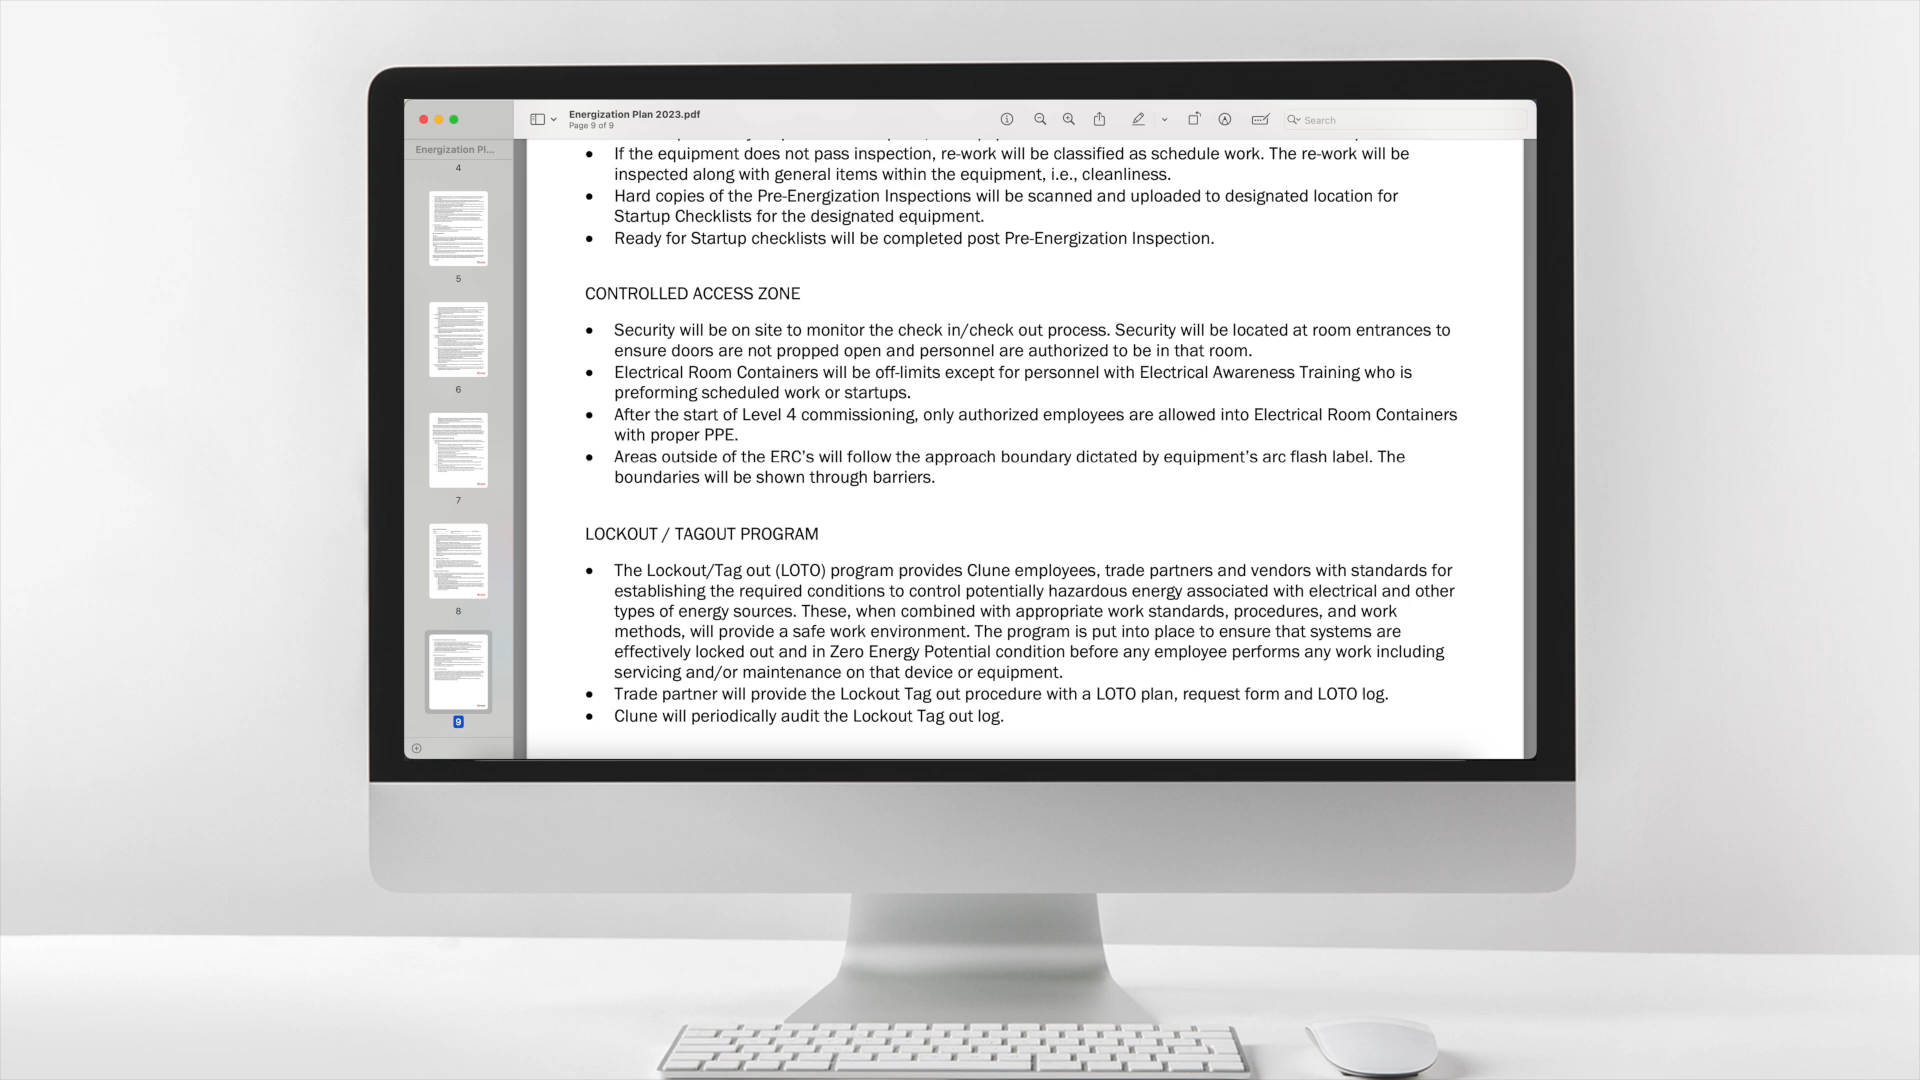 Energization Plan 2023.pdf
Page 9 of 9
Search
Energization Pl...
4
5
6
7
8
9
If the equipment does not pass inspection, re-work will be classified as schedule work. The re-work will be
inspected along with general items within the equipment, i.e., cleanliness.
Hard copies of the Pre-Energization Inspections will be scanned and uploaded to designated location for
Startup Checklists for the designated equipment.
Ready for Startup checklists will be completed post Pre-Energization Inspection.
CONTROLLED ACCESS ZONE
Security will be on site to monitor the check in/check out process. Security will be located at room entrances to
ensure doors are not propped open and personnel are authorized to be in that room.
Electrical Room Containers will be off-limits except for personnel with Electrical Awareness Training who is
preforming scheduled work or startups.
After the start of Level 4 commissioning, only authorized employees are allowed into Electrical Room Containers
with proper PPE.
Areas outside of the ERC's will follow the approach boundary dictated by equipment's arc flash label. The
boundaries will be shown through barriers.
LOCKOUT / TAGOUT PROGRAM
The Lockout/Tag out (LOTO) program provides Clune employees, trade partners and vendors with standards for
establishing the required conditions to control potentially hazardous energy associated with electrical and other
types of energy sources. These, when combined with appropriate work standards, procedures, and work
methods, will provide a safe work environment. The program is put into place to ensure that systems are
effectively locked out and in Zero Energy Potential condition before any employee performs any work including
servicing and/or maintenance on that device or equipment.
Trade partner will provide the Lockout Tag out procedure with a LOTO plan, request form and LOTO log.
Clune will periodically audit the Lockout Tag out log.